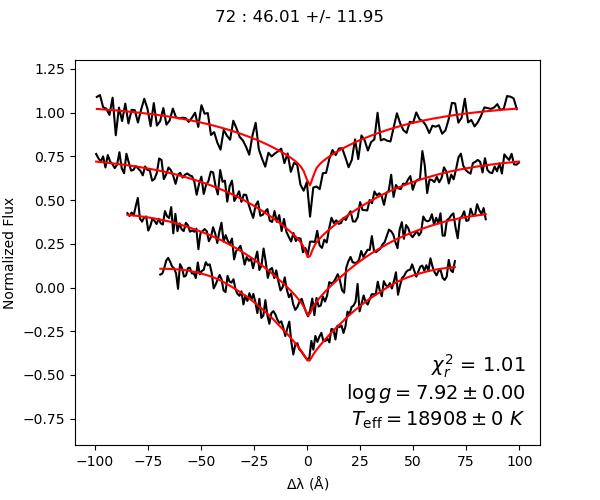 72 : 46.01 +/- 11.95
1.25
1.00
0.75
0.50
0.25
0.00
−0.25
−0.50
−0.75
Normalized Flux
χ²ᵣ = 1.01
log g = 7.92 ± 0.00
T_eff = 18908 ± 0 K
−100 −75 −50 −25 0 25 50 75 100
Δλ (Å)